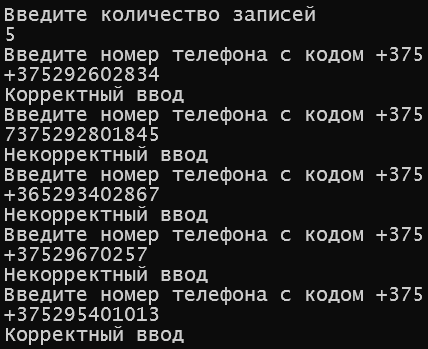 Введите количество записей
5
Введите номер телефона с кодом +375
+375292602834
Корректный ввод
Введите номер телефона с кодом +375
7375292801845
Некорректный ввод
Введите номер телефона с кодом +375
+365293402867
Некорректный ввод
Введите номер телефона с кодом +375
+37529670257
Некорректный ввод
Введите номер телефона с кодом +375
+375295401013
Корректный ввод